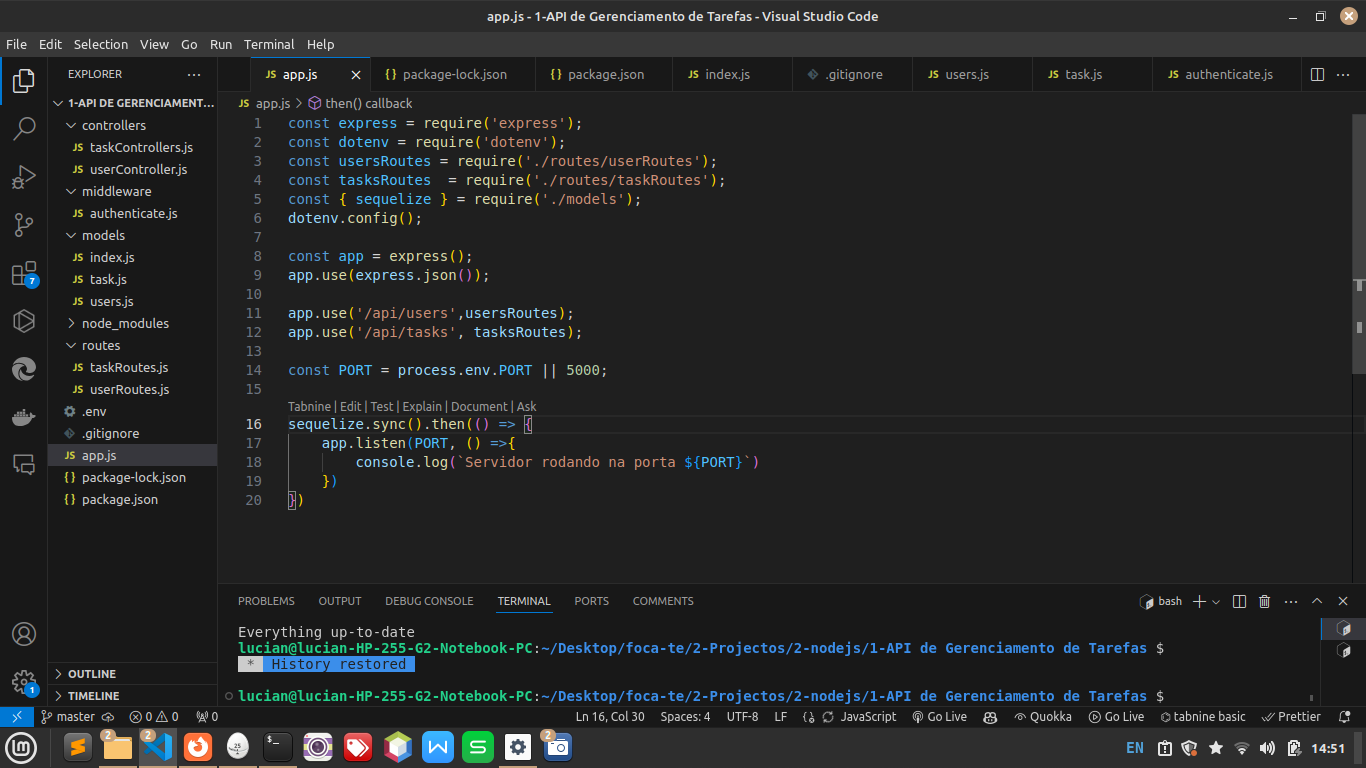 app.js - 1-API de Gerenciamento de Tarefas - Visual Studio Code
File Edit Selection View Go Run Terminal Help
EXPLORER
1-API DE GERENCIAMENT...
controllers
JS taskControllers.js
JS userController.js
middleware
JS authenticate.js
models
JS index.js
JS task.js
JS users.js
node_modules
routes
JS taskRoutes.js
JS userRoutes.js
.env
.gitignore
JS app.js
{} package-lock.json
{} package.json
OUTLINE
TIMELINE
7
1
JS app.js {} package-lock.json {} package.json JS index.js .gitignore JS users.js JS task.js JS authenticate.js
JS app.js > then() callback
1 const express = require('express');
2 const dotenv = require('dotenv');
3 const usersRoutes = require('./routes/userRoutes');
4 const tasksRoutes  = require('./routes/taskRoutes');
5 const { sequelize } = require('./models');
6 dotenv.config();
7
8 const app = express();
9 app.use(express.json());
10
11 app.use('/api/users',usersRoutes);
12 app.use('/api/tasks', tasksRoutes);
13
14 const PORT = process.env.PORT || 5000;
15
Tabnine | Edit | Test | Explain | Document | Ask
16 sequelize.sync().then(() => {
17     app.listen(PORT, () =>{
18         console.log(`Servidor rodando na porta ${PORT}`)
19     })
20 })
PROBLEMS OUTPUT DEBUG CONSOLE TERMINAL PORTS COMMENTS
bash
Everything up-to-date
lucian@lucian-HP-255-G2-Notebook-PC:~/Desktop/foca-te/2-Projectos/2-nodejs/1-API de Gerenciamento de Tarefas $
* History restored
lucian@lucian-HP-255-G2-Notebook-PC:~/Desktop/foca-te/2-Projectos/2-nodejs/1-API de Gerenciamento de Tarefas $
master 0 0 0 Ln 16, Col 30 Spaces: 4 UTF-8 LF JavaScript Go Live Quokka Go Live tabnine basic Prettier
2 2 25 $_ W S 2 EN 14:51